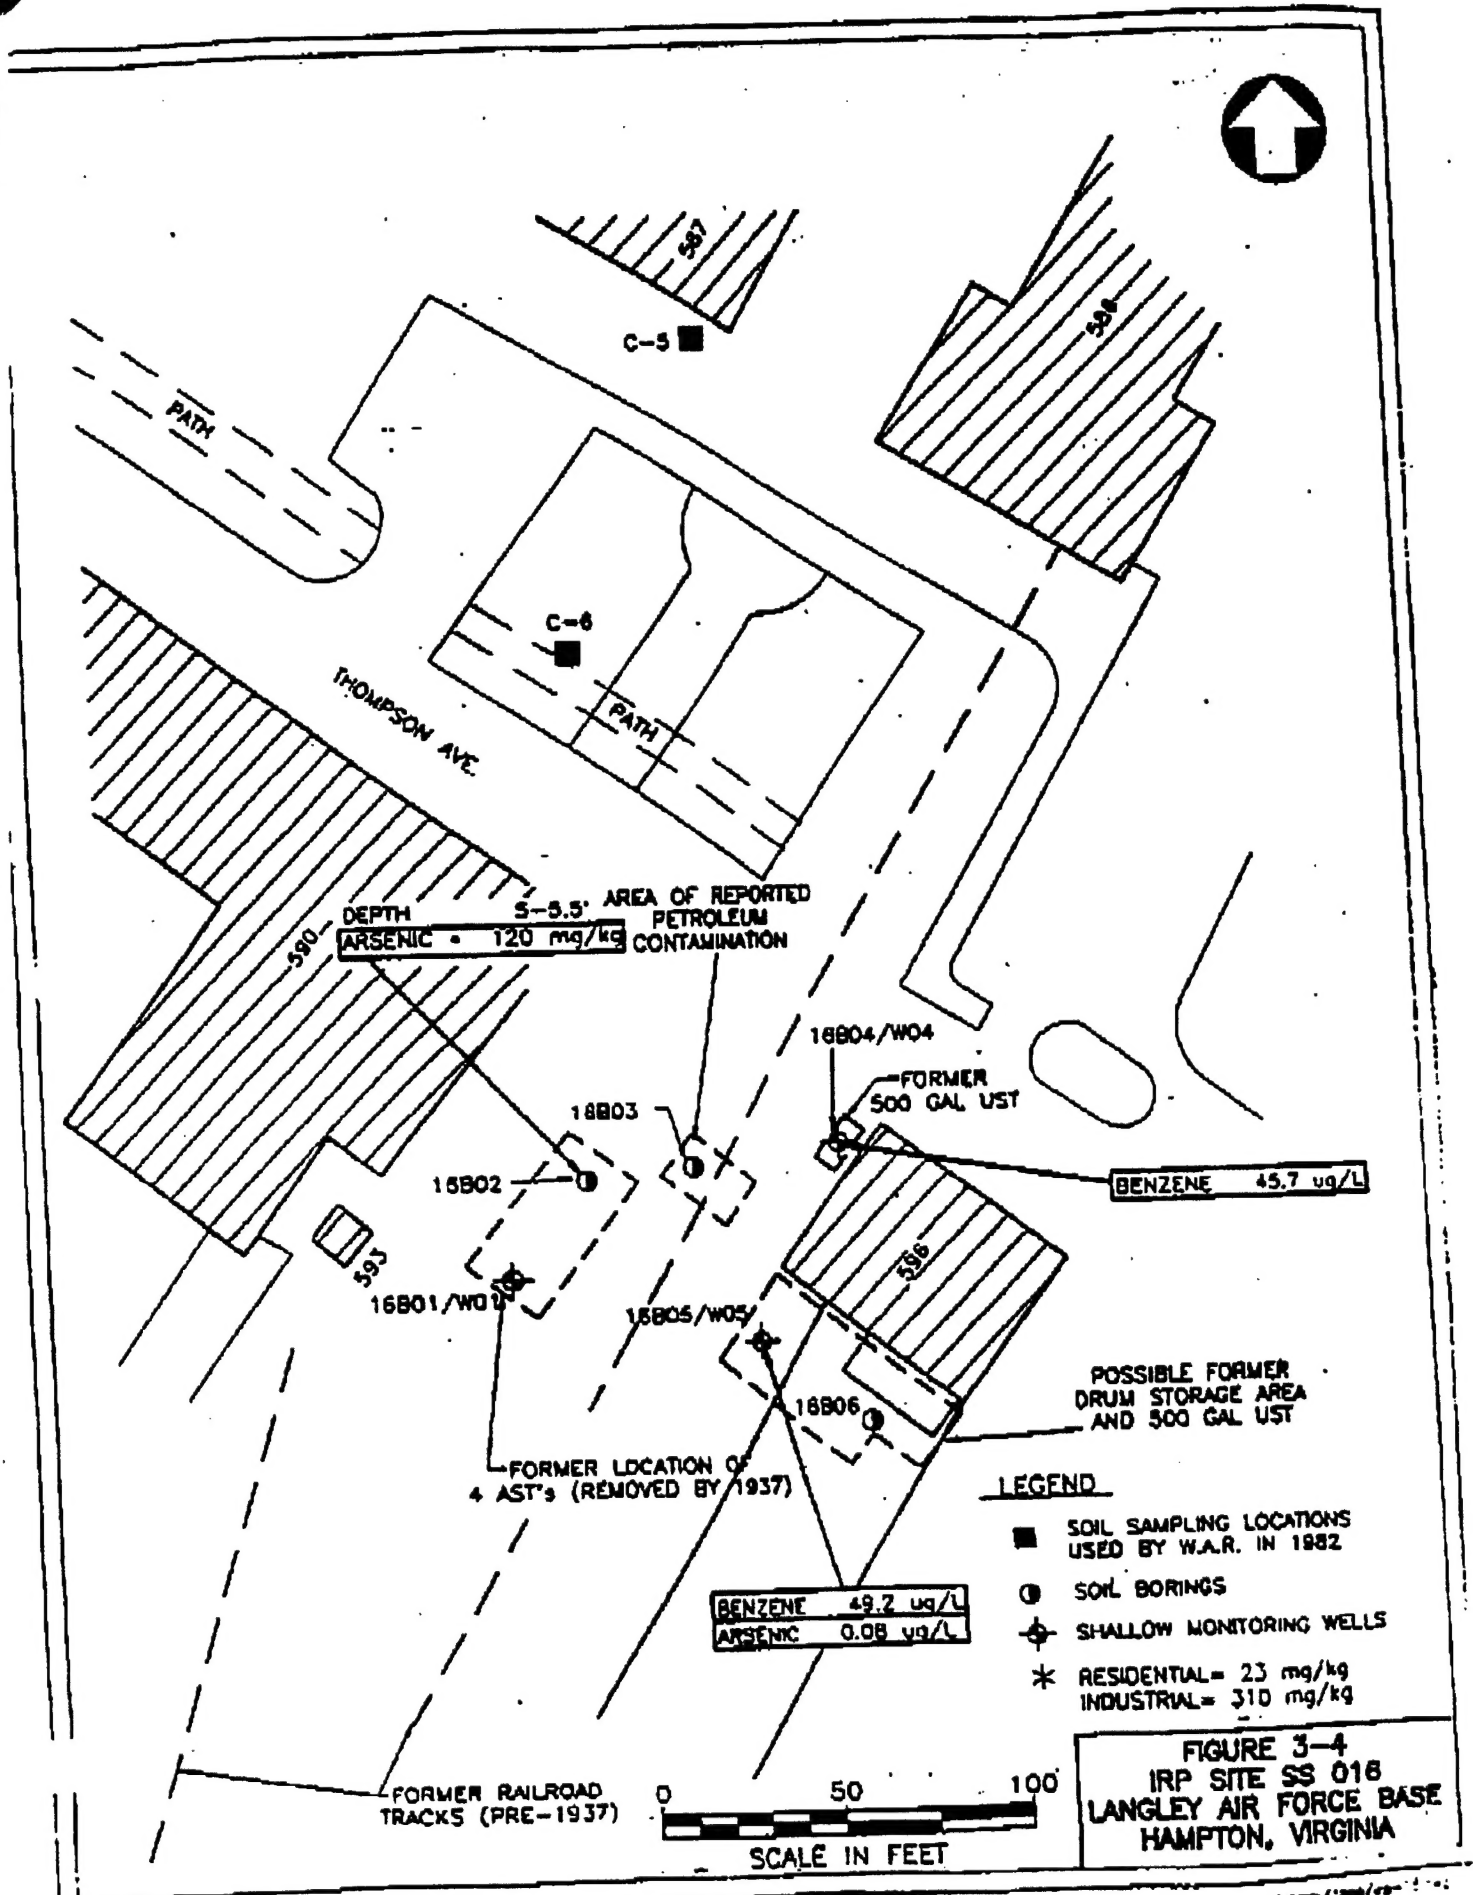 587
588
C-5
PATH
C-6
PATH
THOMPSON AVE.
590
DEPTH 5-5.5'
ARSENIC * 120 mg/kg
AREA OF REPORTED
PETROLEUM
CONTAMINATION
16B04/W04
FORMER
500 GAL UST
16B03
16B02
BENZENE 45.7 ug/L
593
596
16B01/W01
16B05/W05
16B06
POSSIBLE FORMER
DRUM STORAGE AREA
AND 500 GAL UST
FORMER LOCATION OF
4 AST's (REMOVED BY 1937)
BENZENE 49.2 ug/L
ARSENIC 0.08 ug/L
LEGEND
SOIL SAMPLING LOCATIONS
USED BY W.A.R. IN 1982
SOIL BORINGS
SHALLOW MONITORING WELLS
* RESIDENTIAL= 23 mg/kg
INDUSTRIAL= 310 mg/kg
FORMER RAILROAD
TRACKS (PRE-1937)
0 50 100'
SCALE IN FEET
FIGURE 3-4
IRP SITE SS 016
LANGLEY AIR FORCE BASE
HAMPTON, VIRGINIA